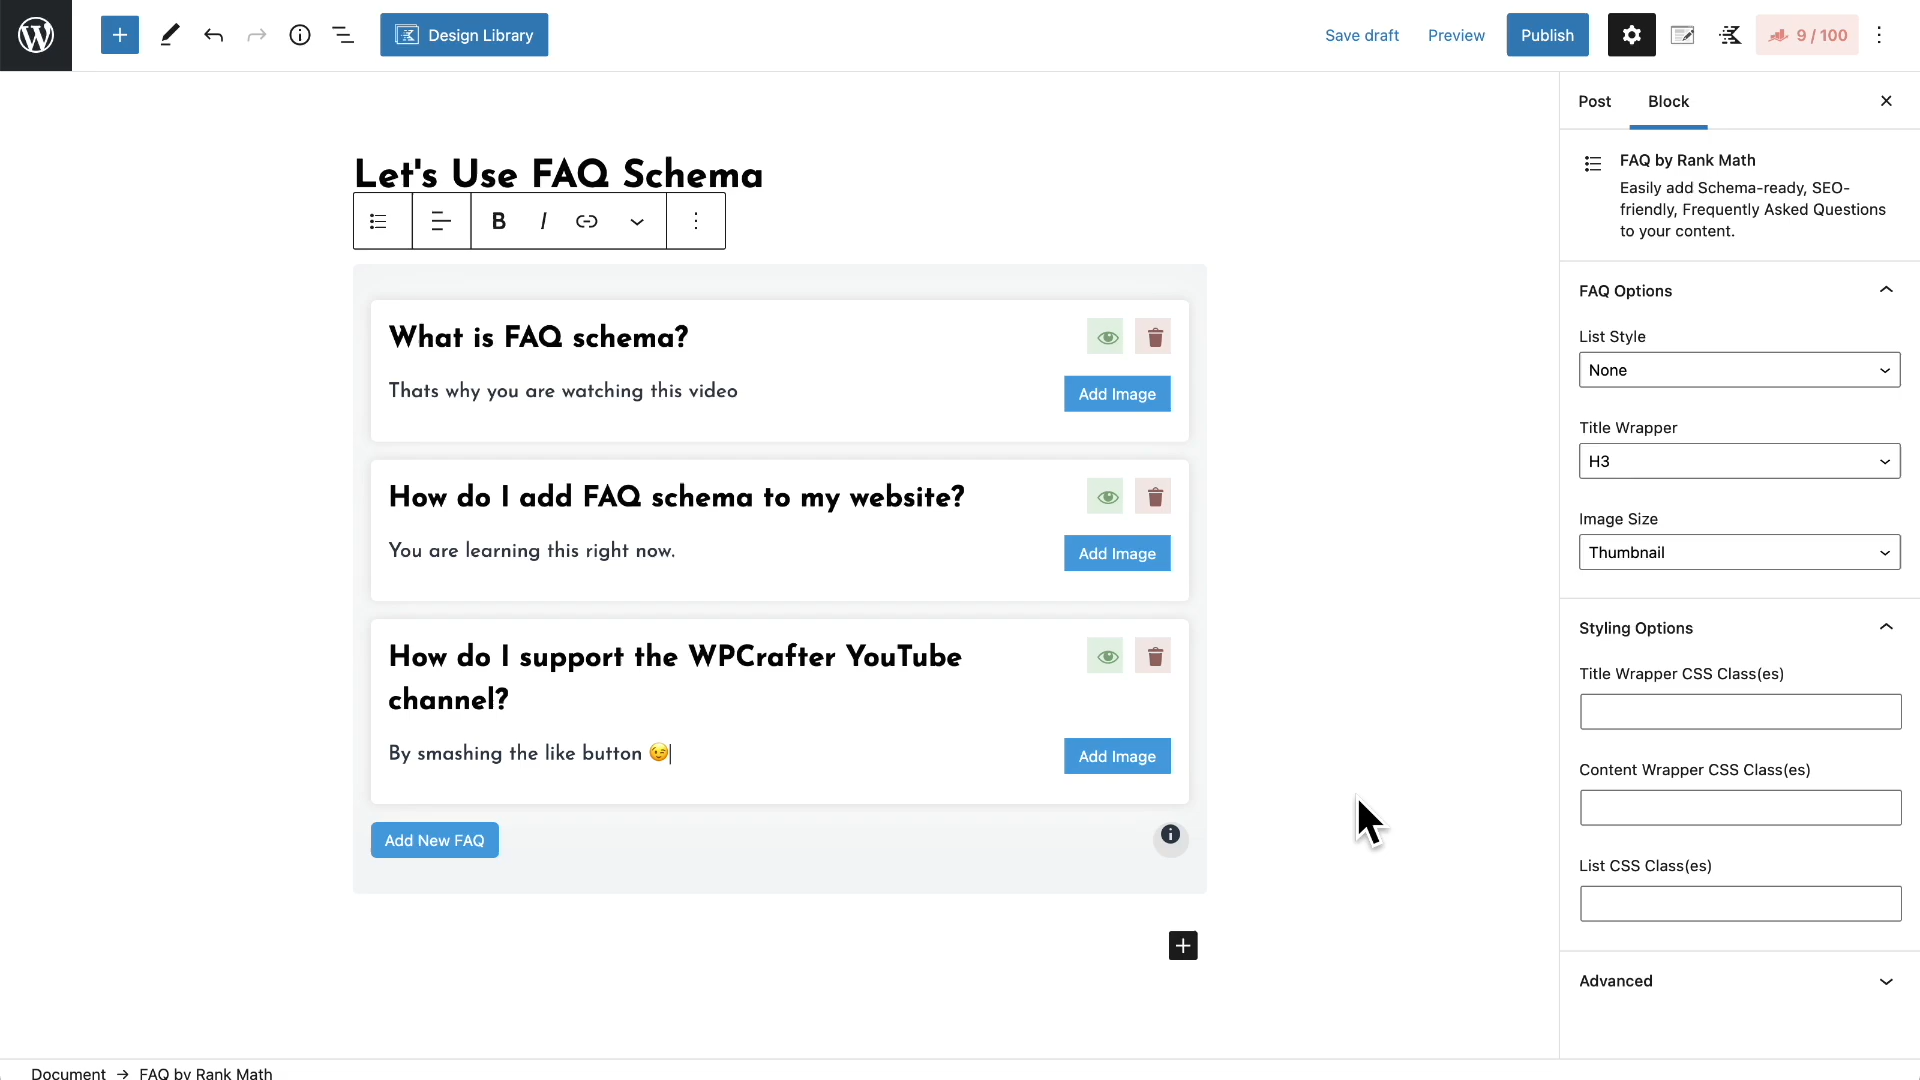 Design Library
Save draft
Preview
Publish
9 / 100
Post
Block
Let's Use FAQ Schema
B I
FAQ by Rank Math
Easily add Schema-ready, SEO-
friendly, Frequently Asked Questions
to your content.
What is FAQ schema?
Thats why you are watching this video
Add Image
How do I add FAQ schema to my website?
You are learning this right now.
Add Image
How do I support the WPCrafter YouTube
channel?
By smashing the like button 😉
Add Image
Add New FAQ
FAQ Options
List Style
None
Title Wrapper
H3
Image Size
Thumbnail
Styling Options
Title Wrapper CSS Class(es)
Content Wrapper CSS Class(es)
List CSS Class(es)
Advanced
Document → FAQ by Rank Math